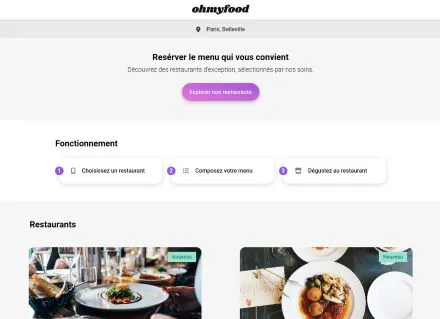 ohmyfood
Paris, Belleville
Resérver le menu qui vous convient
Découvrez des restaurants d'exception, sélectionnés par nos soins.
Explorer nos restaurants
Fonctionnement
1 Choisissez un restaurant
2 Composez votre menu
3 Dégustez au restaurant
Restaurants
Nouveau
Nouveau